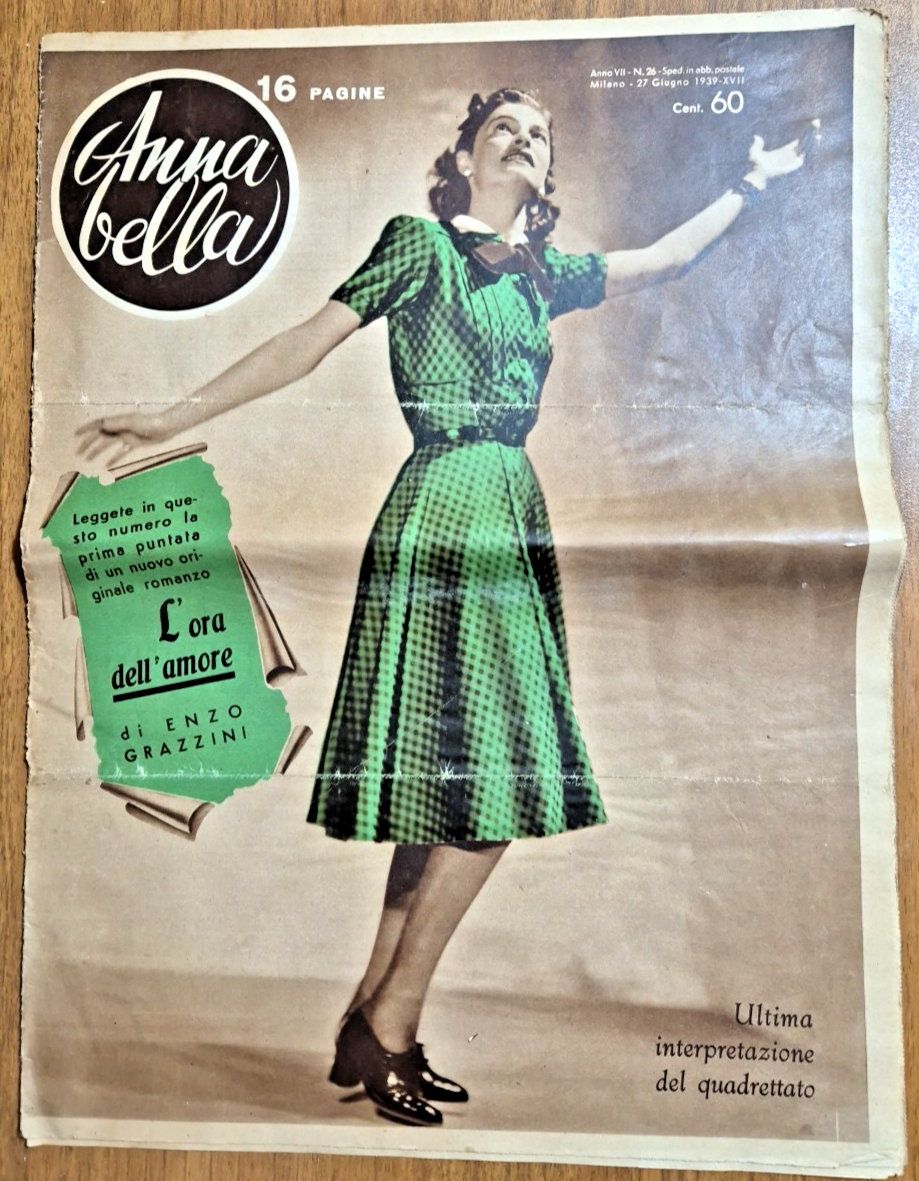 Anna
bella
16 PAGINE
Anno VII - N. 26 - Sped. in abb. postale
Milano - 27 Giugno 1939-XVII
Cent. 60
Leggete in que-
sto numero la
prima puntata
di un nuovo ori-
ginale romanzo
L'ora
dell'amore
di ENZO
GRAZZINI
Ultima
interpretazione
del quadrettato